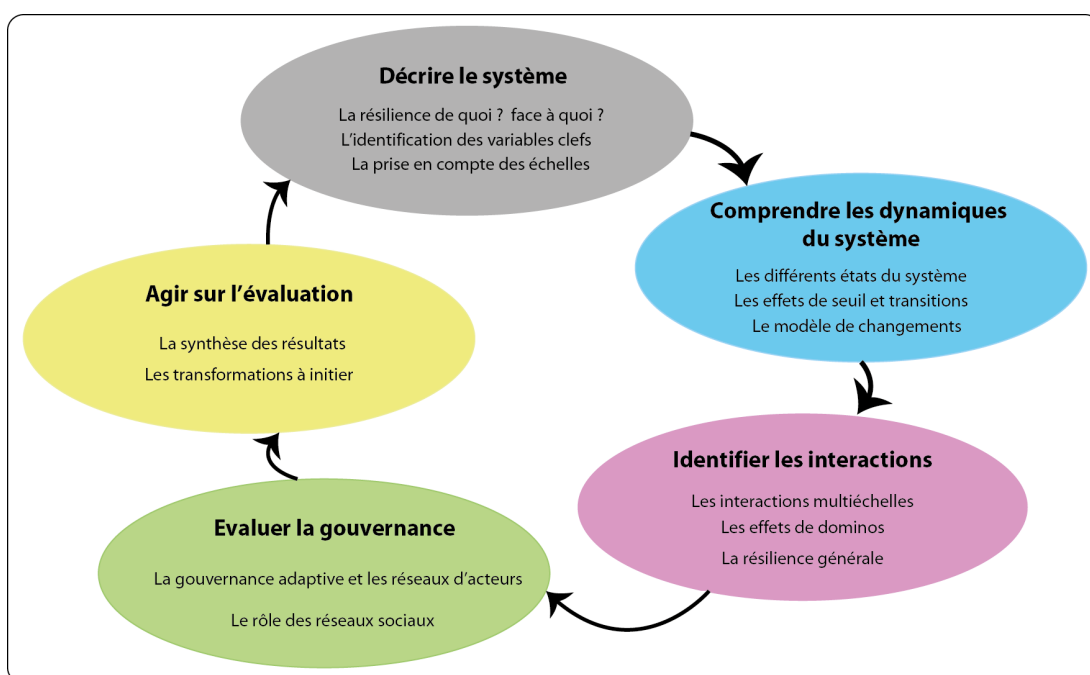 Décrire le système
La résilience de quoi ? face à quoi ?
L'identification des variables clefs
La prise en compte des échelles
Comprendre les dynamiques
du système
Les différents états du système
Les effets de seuil et transitions
Le modèle de changements
Identifier les interactions
Les interactions multiéchelles
Les effets de dominos
La résilience générale
Evaluer la gouvernance
La gouvernance adaptive et les réseaux d'acteurs
Le rôle des réseaux sociaux
Agir sur l'évaluation
La synthèse des résultats
Les transformations à initier